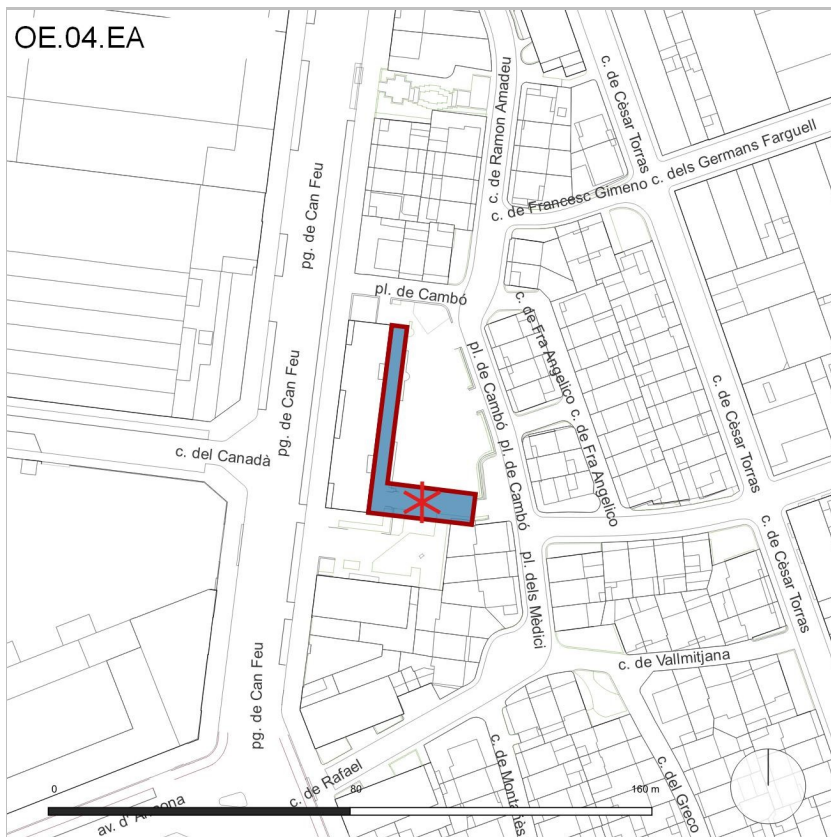 OE.04.EA
c. de Cèsar Torras
c. de Ramon Amadeu
c. dels Germans Farguell
c. de Francesc Gimeno
pg. de Can Feu
pl. de Cambó
c. de Fra Angelico
pl. de Cambó
pg. de Can Feu
c. de Cèsar Torras
c. de Fra Angelico
c. del Canadà
pl. de Cambó
c. de Cèsar Torras
pl. dels Mèdici
c. de Vallmitjana
pg. de Can Feu
c. de Rafael
c. de Montanyès
c. del Greco
0
80
160 m